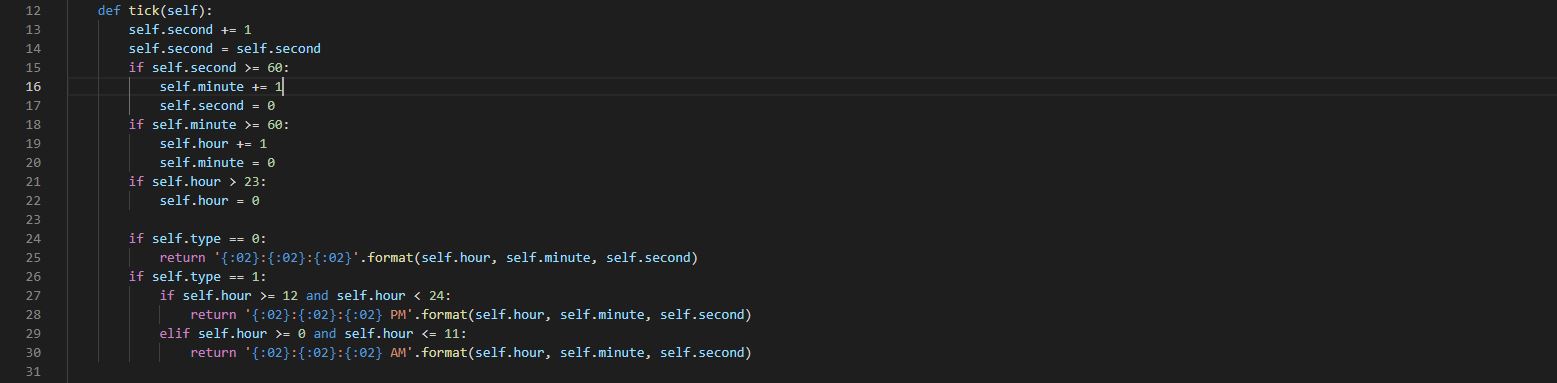 12 def tick(self):
13 self.second += 1
14 self.second = self.second
15 if self.second >= 60:
16 self.minute += 1
17 self.second = 0
18 if self.minute >= 60:
19 self.hour += 1
20 self.minute = 0
21 if self.hour > 23:
22 self.hour = 0
23
24 if self.type == 0:
25 return '{:02}:{:02}:{:02}'.format(self.hour, self.minute, self.second)
26 if self.type == 1:
27 if self.hour >= 12 and self.hour < 24:
28 return '{:02}:{:02}:{:02} PM'.format(self.hour, self.minute, self.second)
29 elif self.hour >= 0 and self.hour <= 11:
30 return '{:02}:{:02}:{:02} AM'.format(self.hour, self.minute, self.second)
31